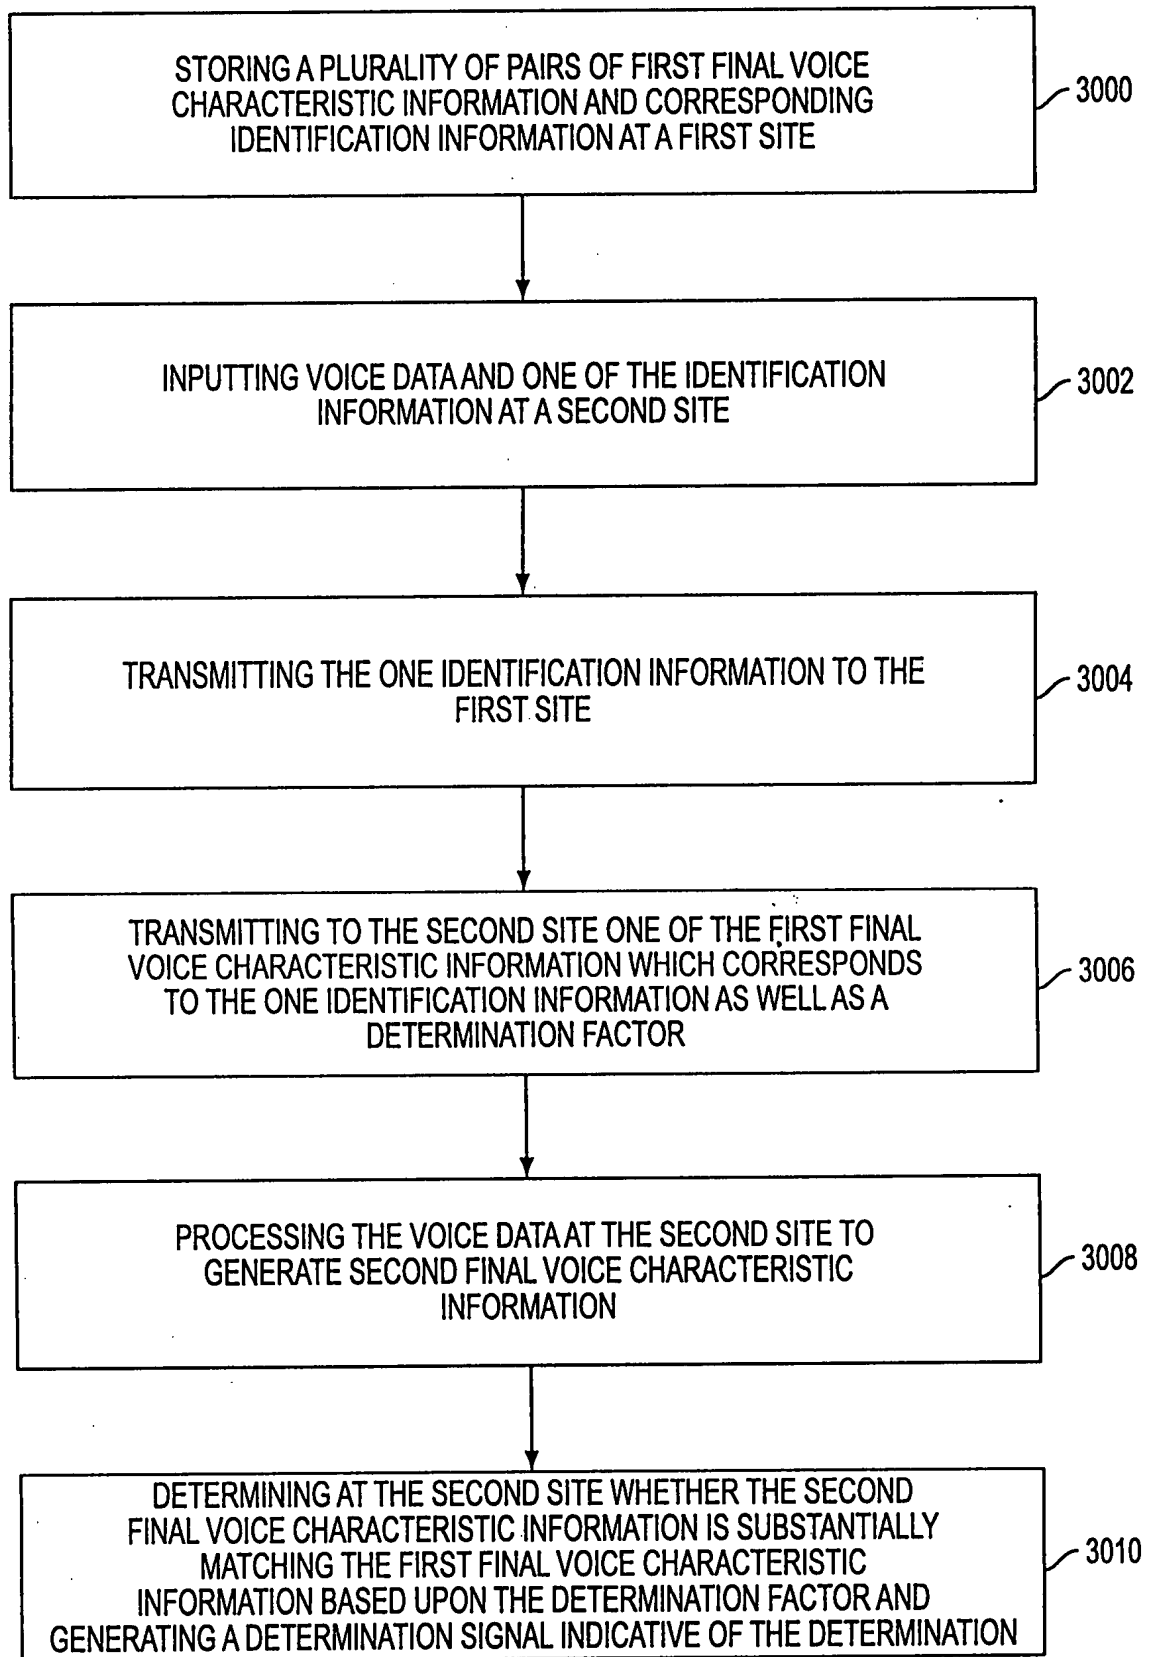 STORING A PLURALITY OF PAIRS OF FIRST FINAL VOICE
CHARACTERISTIC INFORMATION AND CORRESPONDING
IDENTIFICATION INFORMATION AT A FIRST SITE
3000
INPUTTING VOICE DATA AND ONE OF THE IDENTIFICATION
INFORMATION AT A SECOND SITE
3002
TRANSMITTING THE ONE IDENTIFICATION INFORMATION TO THE
FIRST SITE
3004
TRANSMITTING TO THE SECOND SITE ONE OF THE FIRST FINAL
VOICE CHARACTERISTIC INFORMATION WHICH CORRESPONDS
TO THE ONE IDENTIFICATION INFORMATION AS WELL AS A
DETERMINATION FACTOR
3006
PROCESSING THE VOICE DATA AT THE SECOND SITE TO
GENERATE SECOND FINAL VOICE CHARACTERISTIC
INFORMATION
3008
DETERMINING AT THE SECOND SITE WHETHER THE SECOND
FINAL VOICE CHARACTERISTIC INFORMATION IS SUBSTANTIALLY
MATCHING THE FIRST FINAL VOICE CHARACTERISTIC
INFORMATION BASED UPON THE DETERMINATION FACTOR AND
GENERATING A DETERMINATION SIGNAL INDICATIVE OF THE DETERMINATION
3010